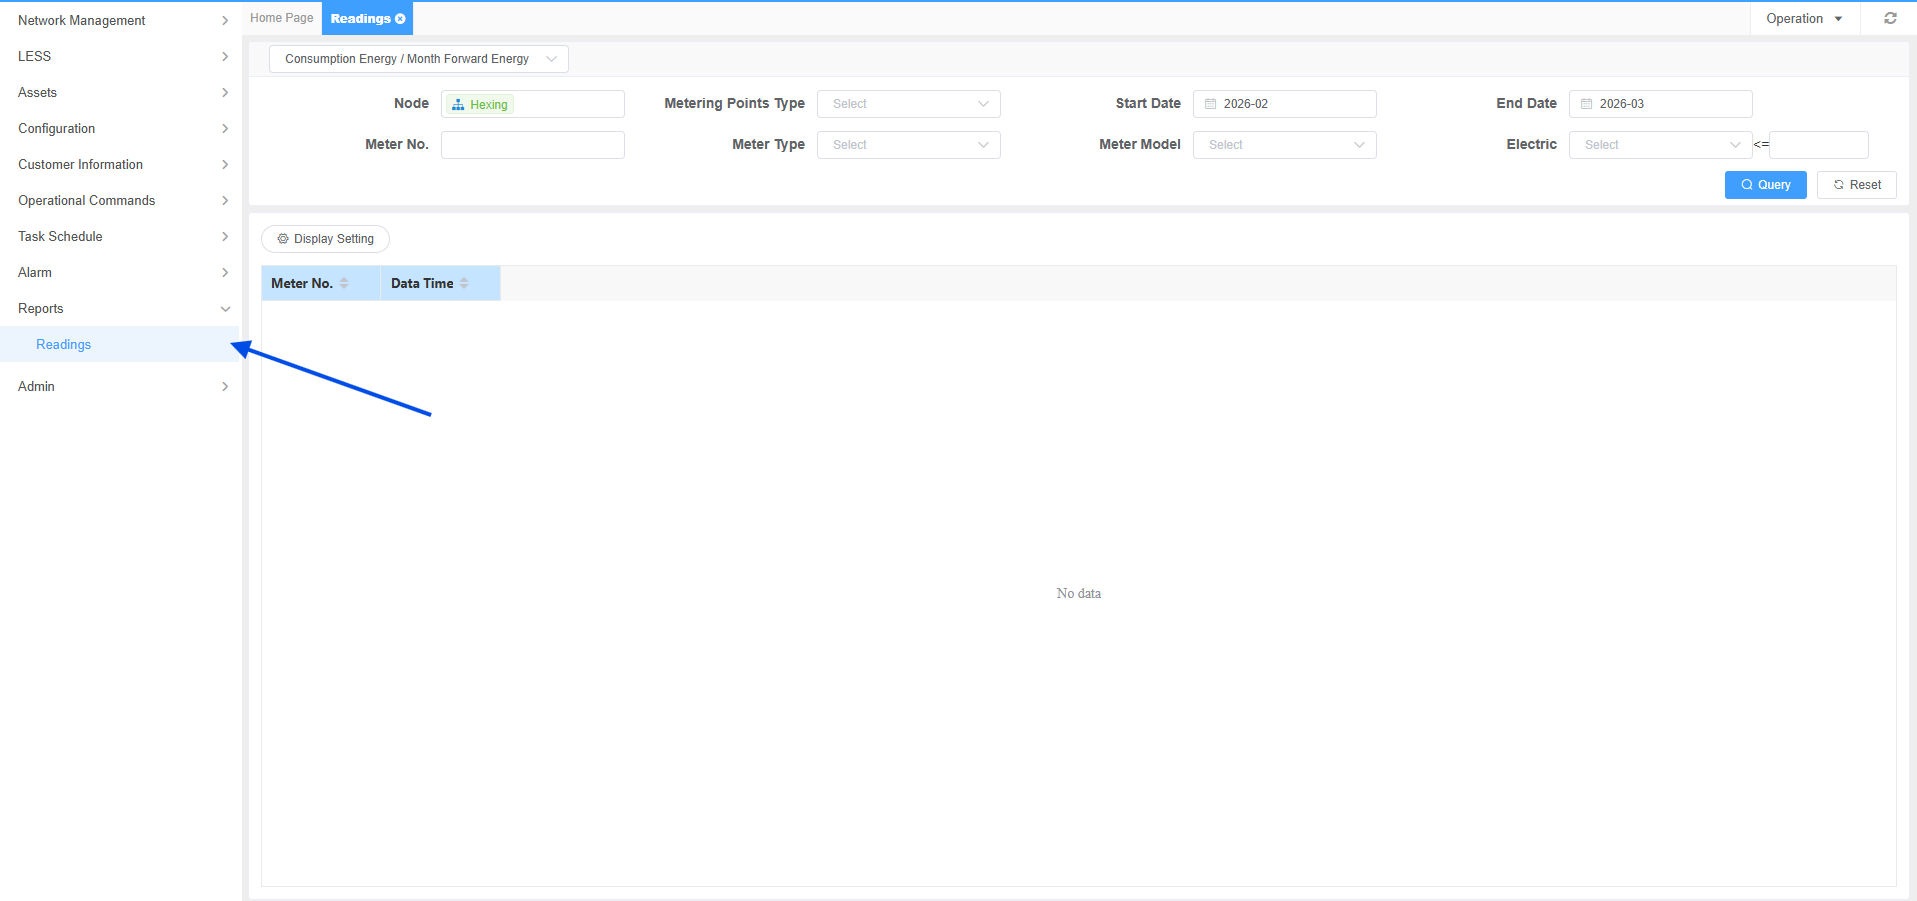 Network Management
LESS
Assets
Configuration
Customer Information
Operational Commands
Task Schedule
Alarm
Reports
Readings
Admin
Home Page Readings Operation
Consumption Energy / Month Forward Energy
Node Hexing Metering Points Type Select Start Date 2026-02 End Date 2026-03
Meter No. Meter Type Select Meter Model Select Electric Select <=
Query Reset
Display Setting
Meter No. Data Time
No data